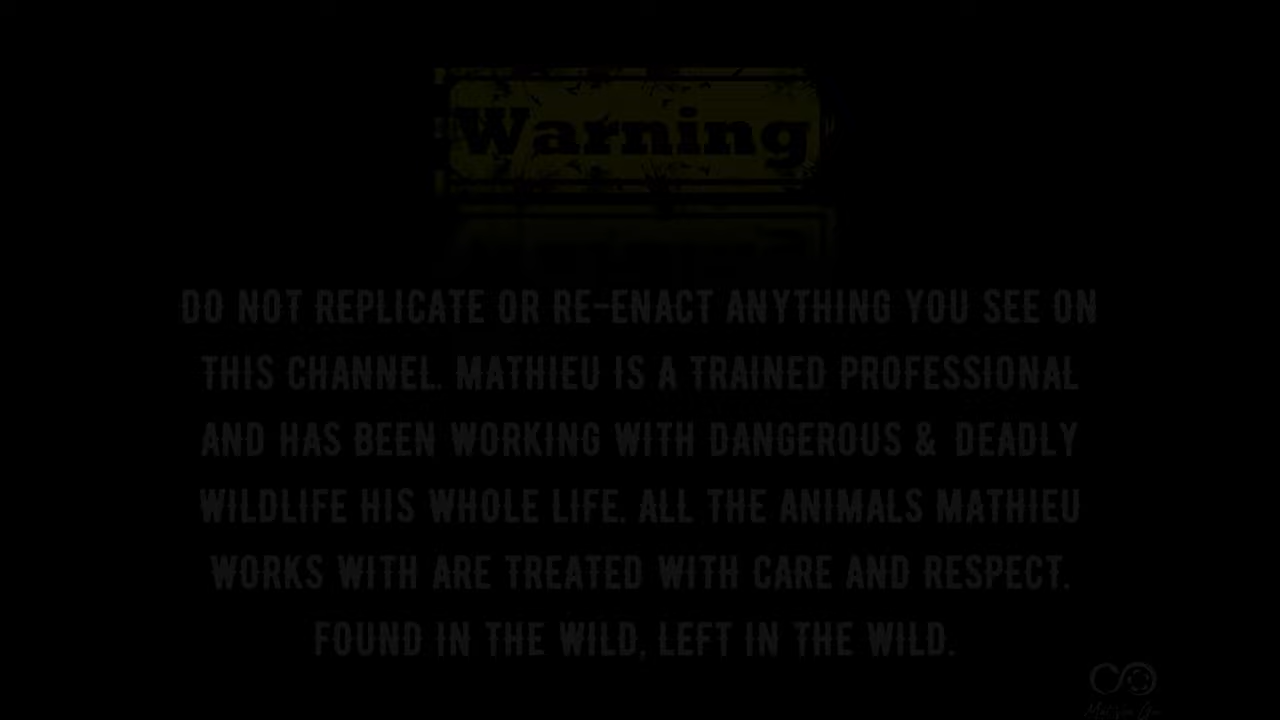 Warning
DO NOT REPLICATE OR RE-ENACT ANYTHING YOU SEE ON
THIS CHANNEL. MATHIEU IS A TRAINED PROFESSIONAL
AND HAS BEEN WORKING WITH DANGEROUS & DEADLY
WILDLIFE HIS WHOLE LIFE. ALL THE ANIMALS MATHIEU
WORKS WITH ARE TREATED WITH CARE AND RESPECT.
FOUND IN THE WILD, LEFT IN THE WILD.